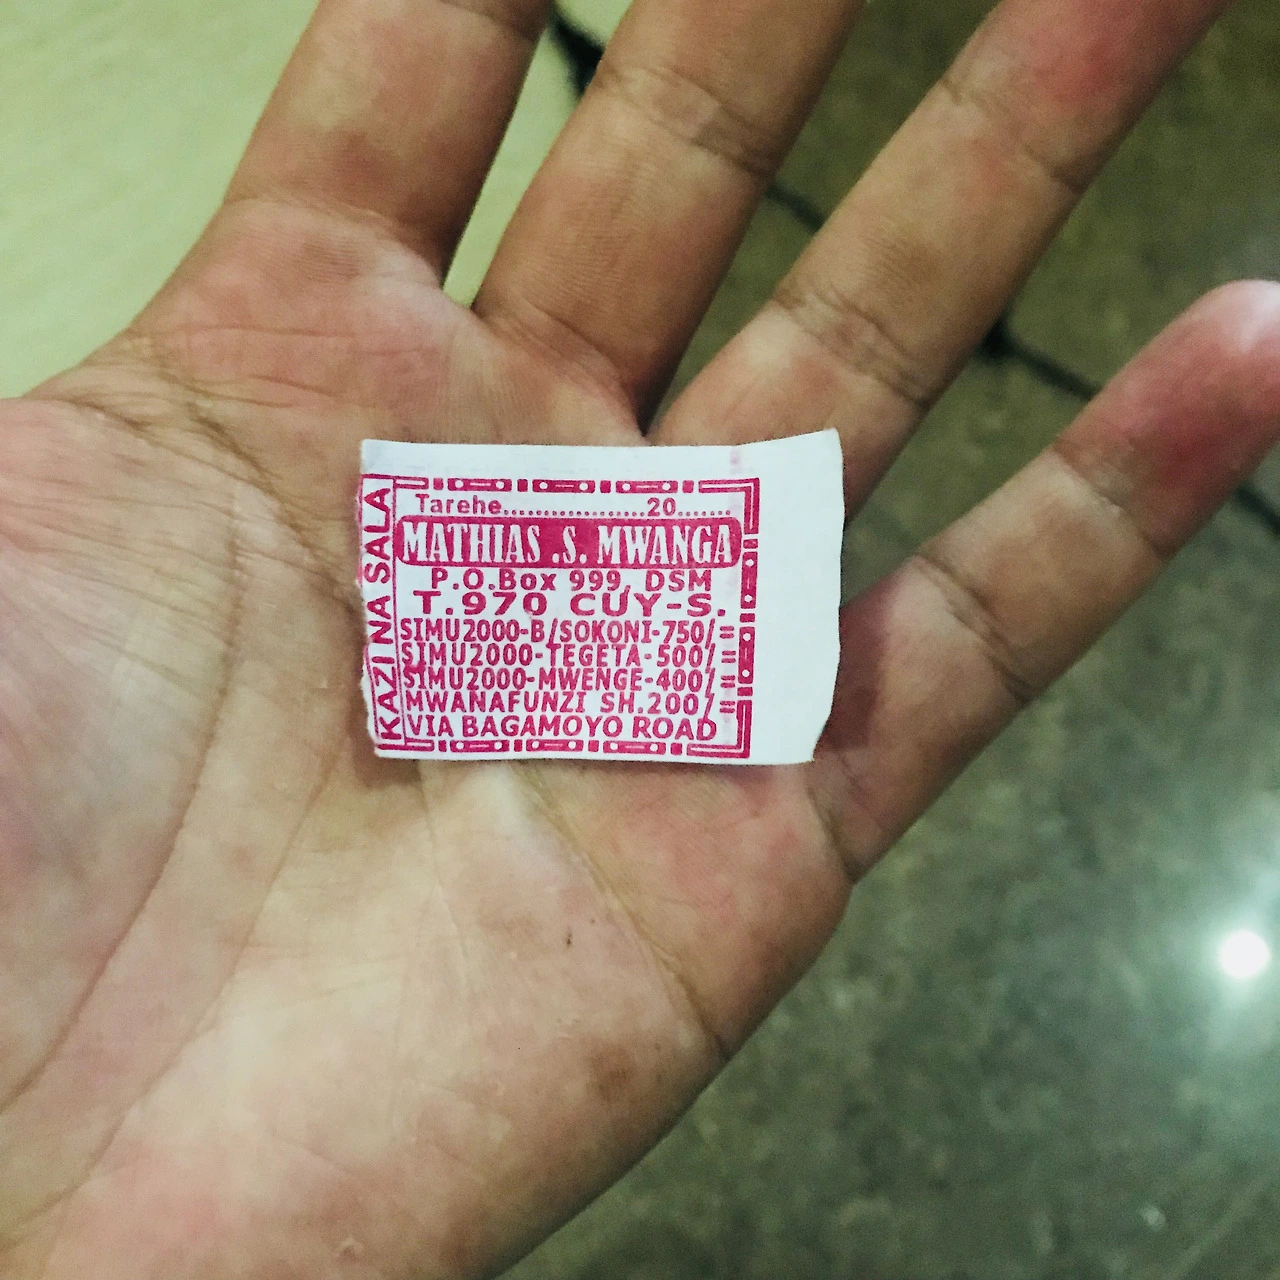 KAZI NA SALA
Tarehe..................20.......
MATHIAS .S. MWANGA
P.O.Box 999, DSM
T.970 CUY-S.
SIMU2000-B/SOKONI-750/=
SIMU2000-TEGETA-500/=
SIMU2000-MWENGE-400/=
MWANAFUNZI SH.200/=
VIA BAGAMOYO ROAD